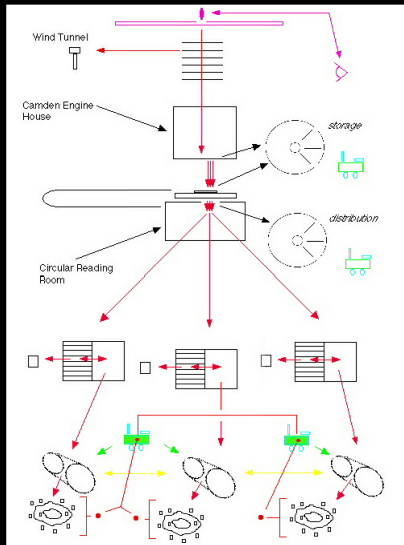 Wind Tunnel
Camden Engine
House
storage
distribution
Circular Reading
Room